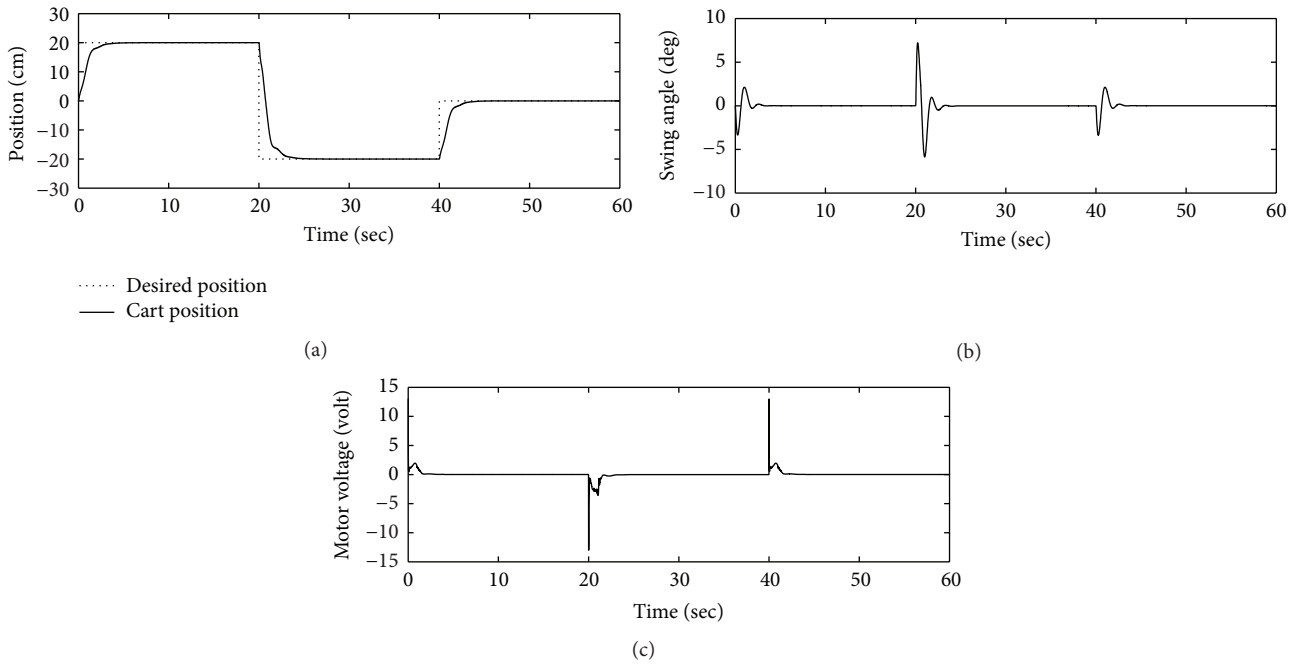 30
20
10
0
−10
−20
−30
Position (cm)
0 10 20 30 40 50 60
Time (sec)
Desired position
Cart position
(a)
10
5
0
−5
−10
Swing angle (deg)
0 10 20 30 40 50 60
Time (sec)
(b)
15
10
5
0
−5
−10
−15
Motor voltage (volt)
0 10 20 30 40 50 60
Time (sec)
(c)